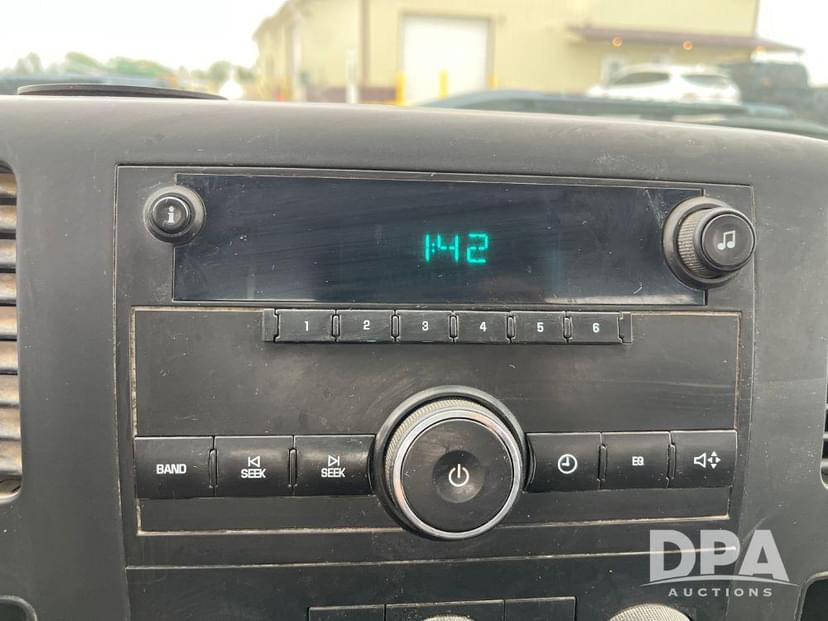 i
1:42
1 2 3 4 5 6
BAND SEEK SEEK EQ
DPA
AUCTIONS